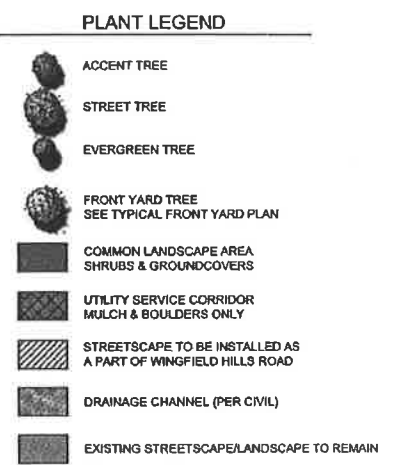 PLANT LEGEND
ACCENT TREE
STREET TREE
EVERGREEN TREE
FRONT YARD TREE
SEE TYPICAL FRONT YARD PLAN
COMMON LANDSCAPE AREA
SHRUBS & GROUNDCOVERS
UTILITY SERVICE CORRIDOR
MULCH & BOULDERS ONLY
STREETSCAPE TO BE INSTALLED AS
A PART OF WINGFIELD HILLS ROAD
DRAINAGE CHANNEL (PER CIVIL)
EXISTING STREETSCAPE/LANDSCAPE TO REMAIN